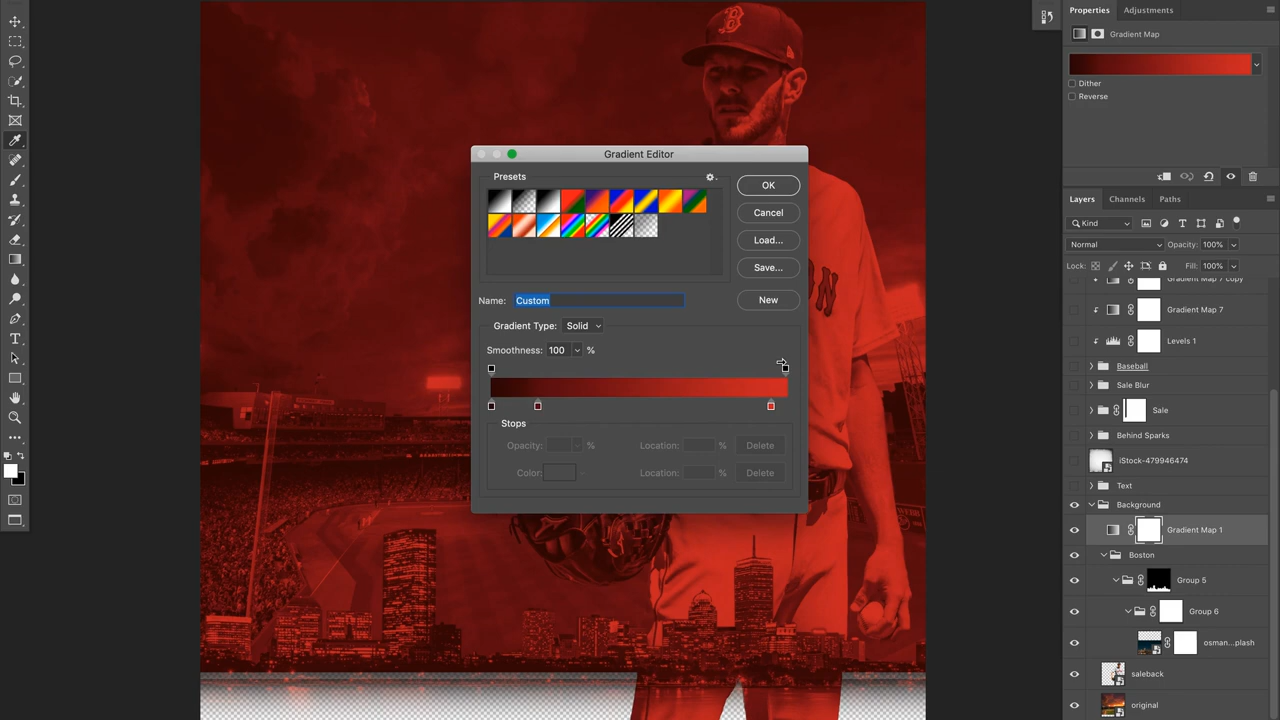 Properties
Adjustments
Gradient Map
Dither
Reverse
B
Gradient Editor
Presets
OK
Cancel
Load...
Save...
Name: Custom
New
Gradient Type: Solid
Smoothness: 100 %
Stops
Opacity: %
Location: %
Delete
Color:
Location: %
Delete
ON
T
Layers
Channels
Paths
Kind
T
Normal
Opacity: 100%
Lock:
Fill: 100%
Gradient Map 7 copy
Gradient Map 7
Levels 1
Baseball
Sale Blur
Sale
Behind Sparks
iStock-479946474
Text
Background
Gradient Map 1
Boston
Group 5
Group 6
osman...plash
saleback
original